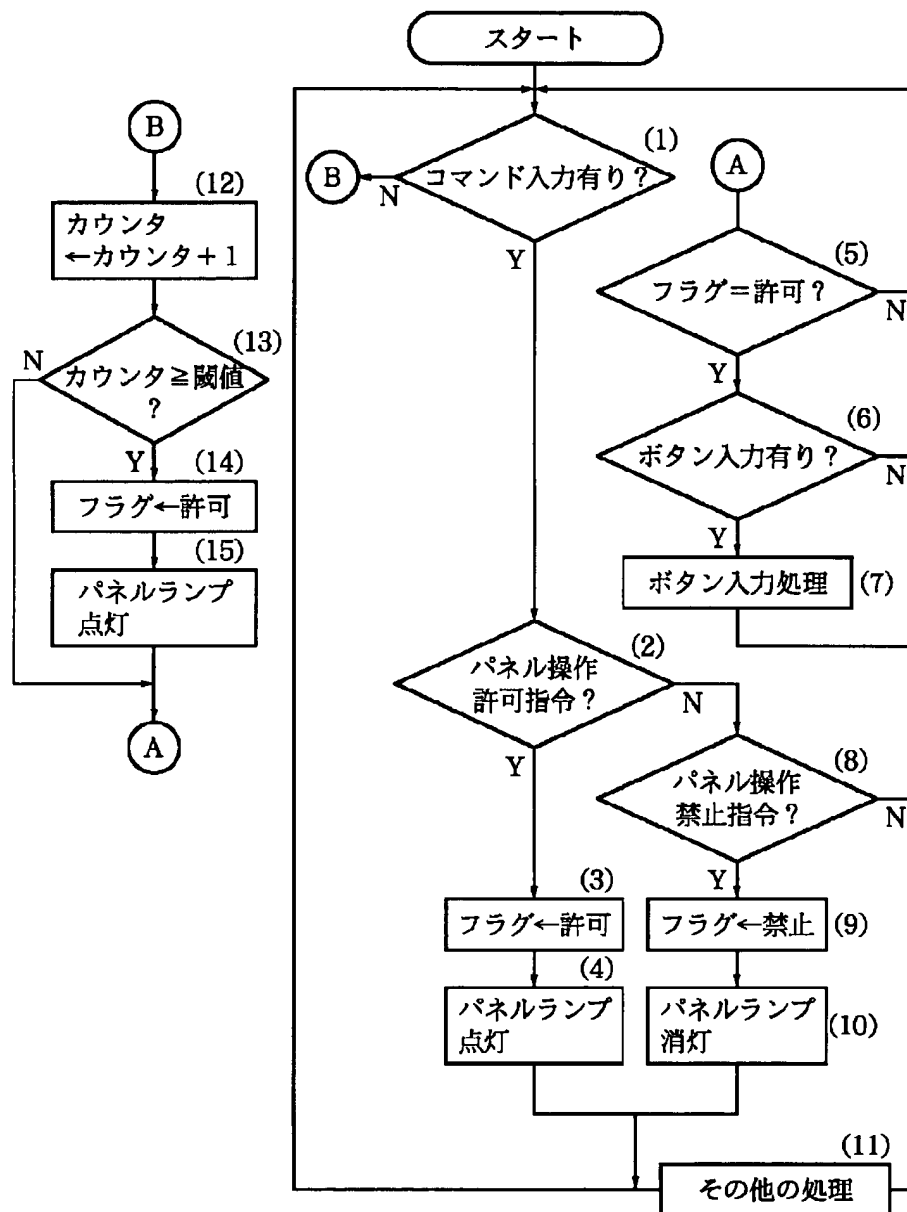 スタート
B
(12)
カウンタ
←カウンタ+1
(13)
N
カウンタ≧閾値
?
Y
(14)
フラグ←許可
(15)
パネルランプ
点灯
A
(1)
コマンド入力有り?
B
N
Y
A
(5)
フラグ=許可?
N
Y
(6)
ボタン入力有り?
N
Y
ボタン入力処理
(7)
(2)
パネル操作
許可指令?
N
Y
(8)
パネル操作
禁止指令?
N
Y
(3)
フラグ←許可
(4)
パネルランプ
点灯
フラグ←禁止
(9)
パネルランプ
消灯
(10)
(11)
その他の処理